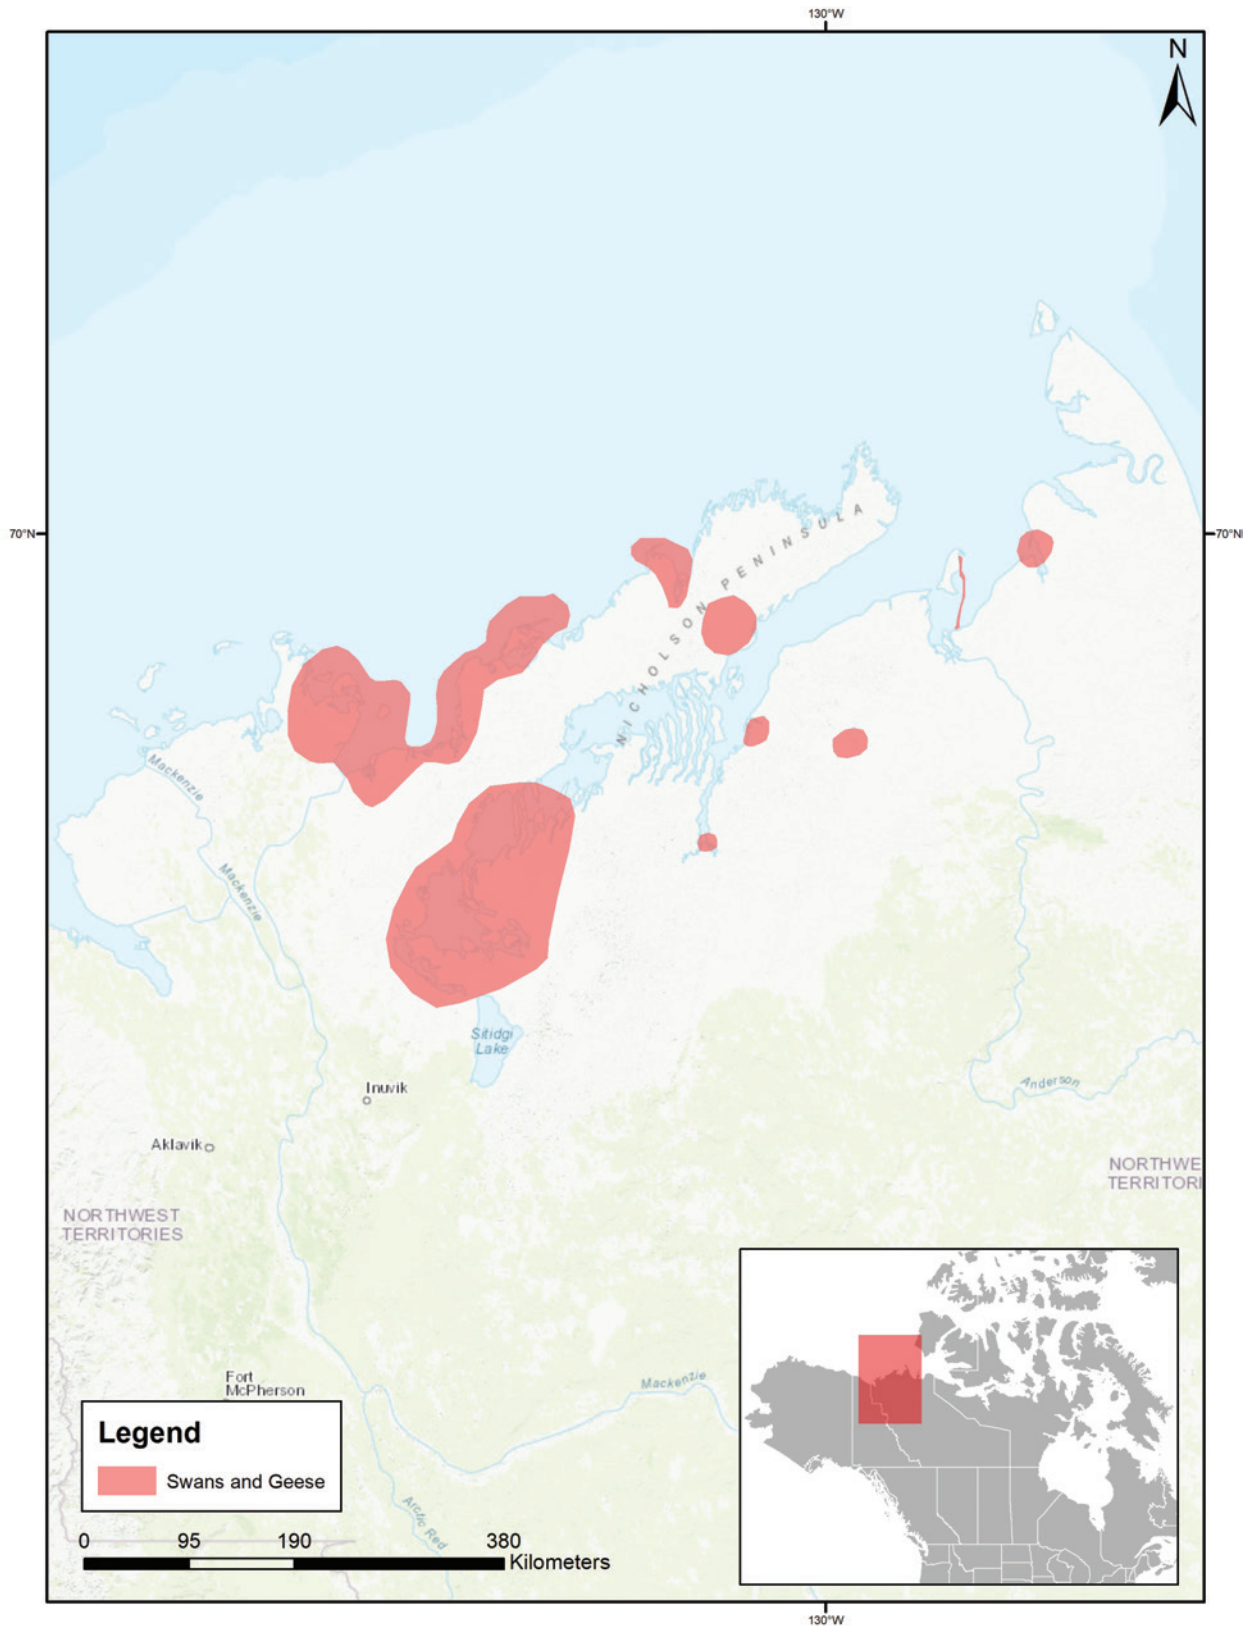 130°W
N
70°N
70°N
NICHOLSON PENINSULA
Mackenzie
Mackenzie
Sitidgi
Lake
Inuvik
Anderson
Aklavik
NORTHWE
TERRITORI
NORTHWEST
TERRITORIES
Fort
McPherson
Mackenzie
Legend
Swans and Geese
Arctic Red
0 95 190 380
Kilometers
130°W